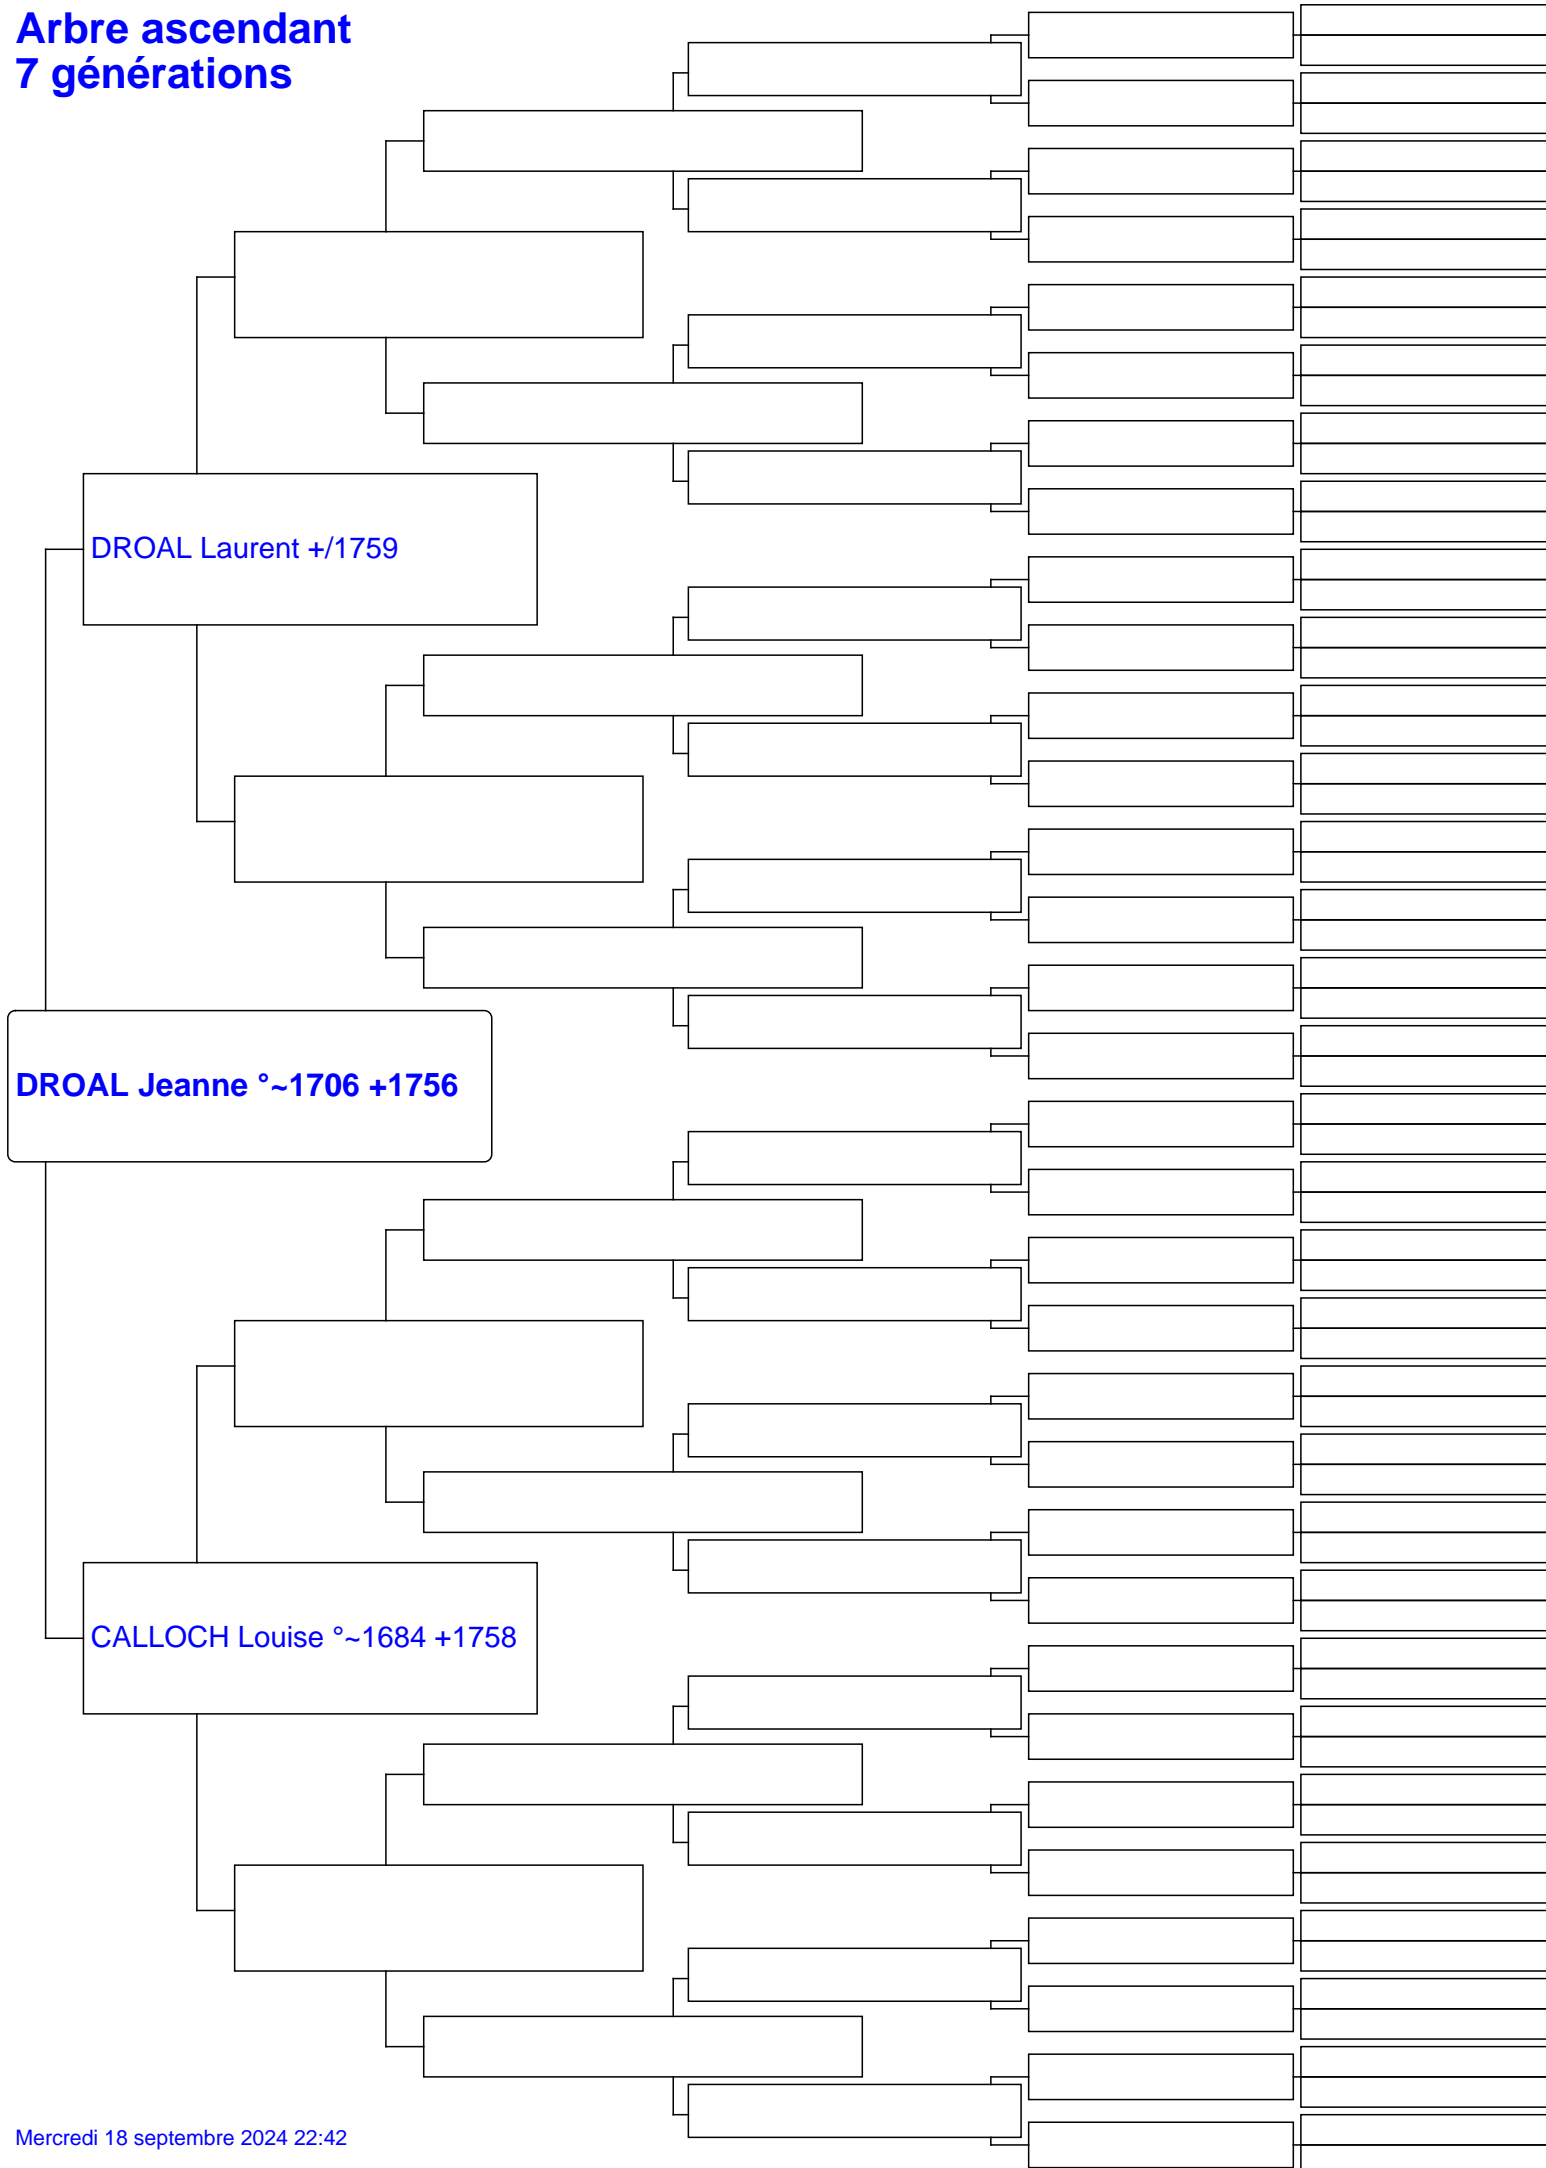 Arbre ascendant
7 générations
DROAL Laurent +/1759
DROAL Jeanne °~1706 +1756
CALLOCH Louise °~1684 +1758
Mercredi 18 septembre 2024 22:42